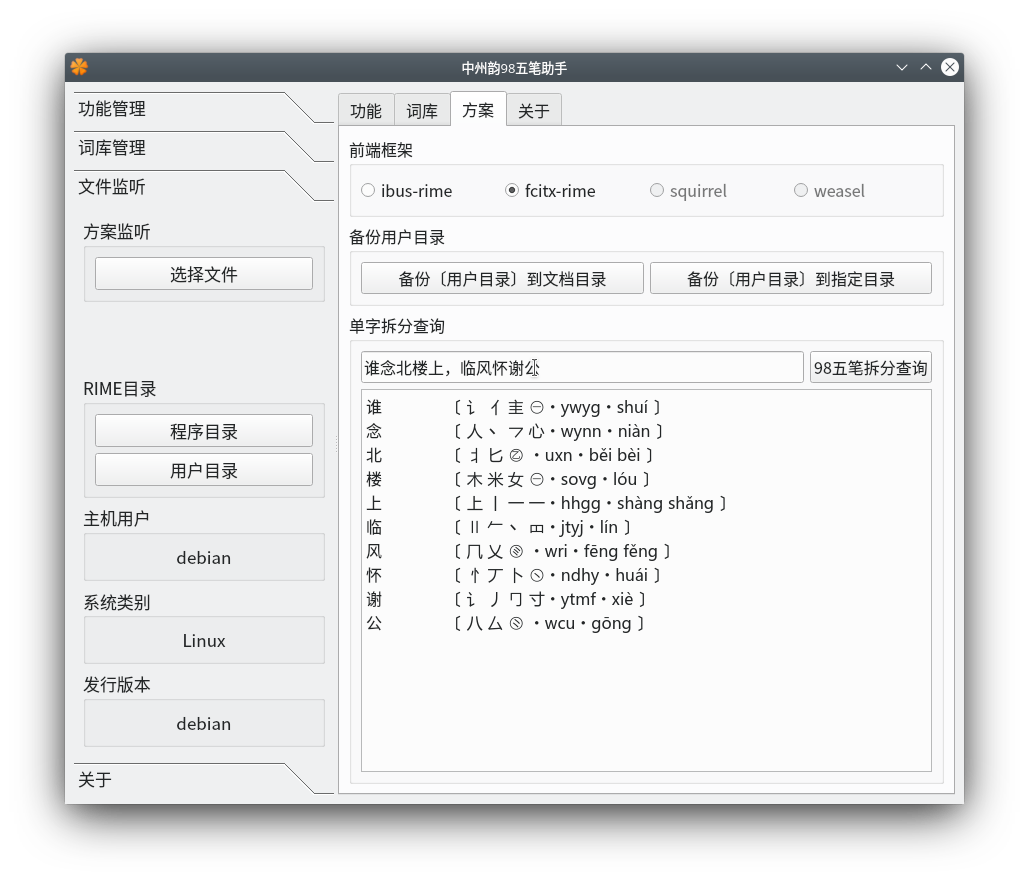 中州韵98五笔助手
功能管理
词库管理
文件监听
方案监听
选择文件
RIME目录
程序目录
用户目录
主机用户
debian
系统类别
Linux
发行版本
debian
关于
功能 词库 方案 关于
前端框架
ibus-rime fcitx-rime squirrel weasel
备份用户目录
备份〔用户目录〕到文档目录 备份〔用户目录〕到指定目录
单字拆分查询
谁念北楼上，临风怀谢公 98五笔拆分查询
谁 〔讠亻龶㊀・ywyg・shuí〕
念 〔人丶乛心・wynn・niàn〕
北 〔丬匕㊁・uxn・běi bèi〕
楼 〔木米女㊀・sovg・lóu〕
上 〔上丨一一・hhgg・shàng shǎng〕
临 〔〢𠂉丶罒・jtyj・lín〕
风 〔几乂・wri・fēng fěng〕
怀 〔忄丆卜・ndhy・huái〕
谢 〔讠丿𠃌寸・ytmf・xiè〕
公 〔八厶・wcu・gōng〕